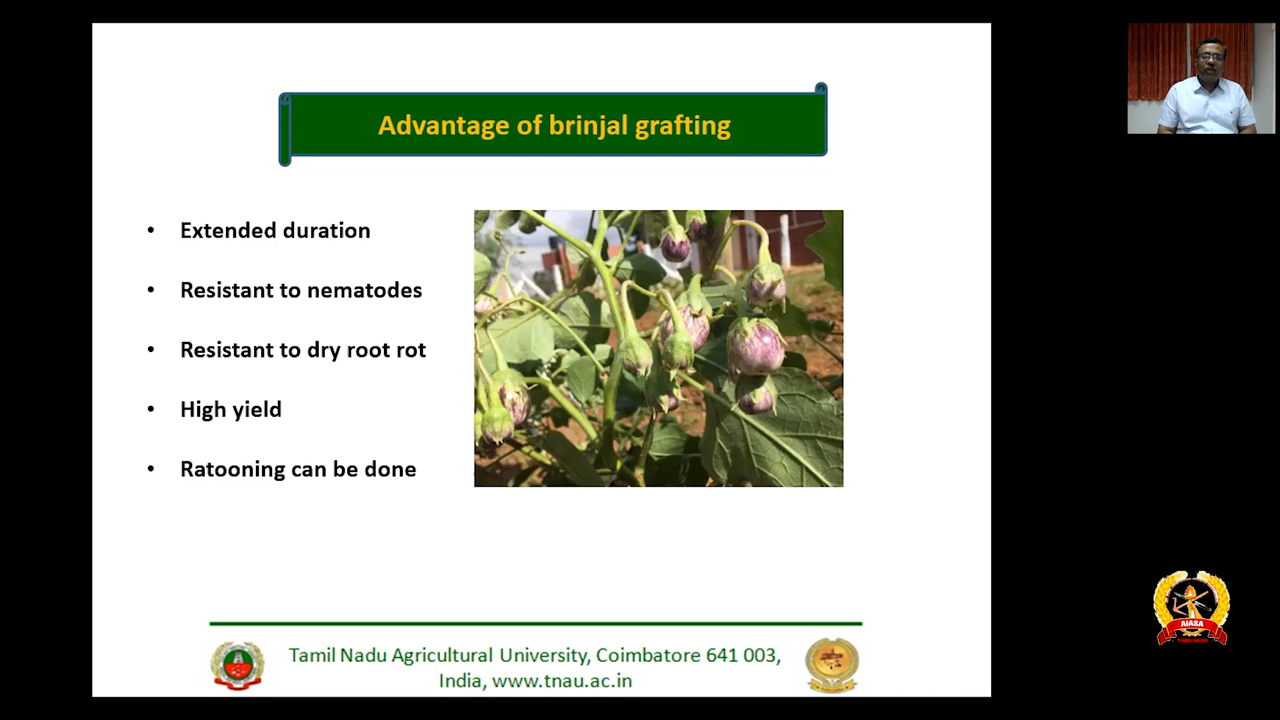 Advantage of brinjal grafting
• Extended duration
• Resistant to nematodes
• Resistant to dry root rot
• High yield
• Ratooning can be done
Tamil Nadu Agricultural University, Coimbatore 641 003,
India, www.tnau.ac.in
AIASA